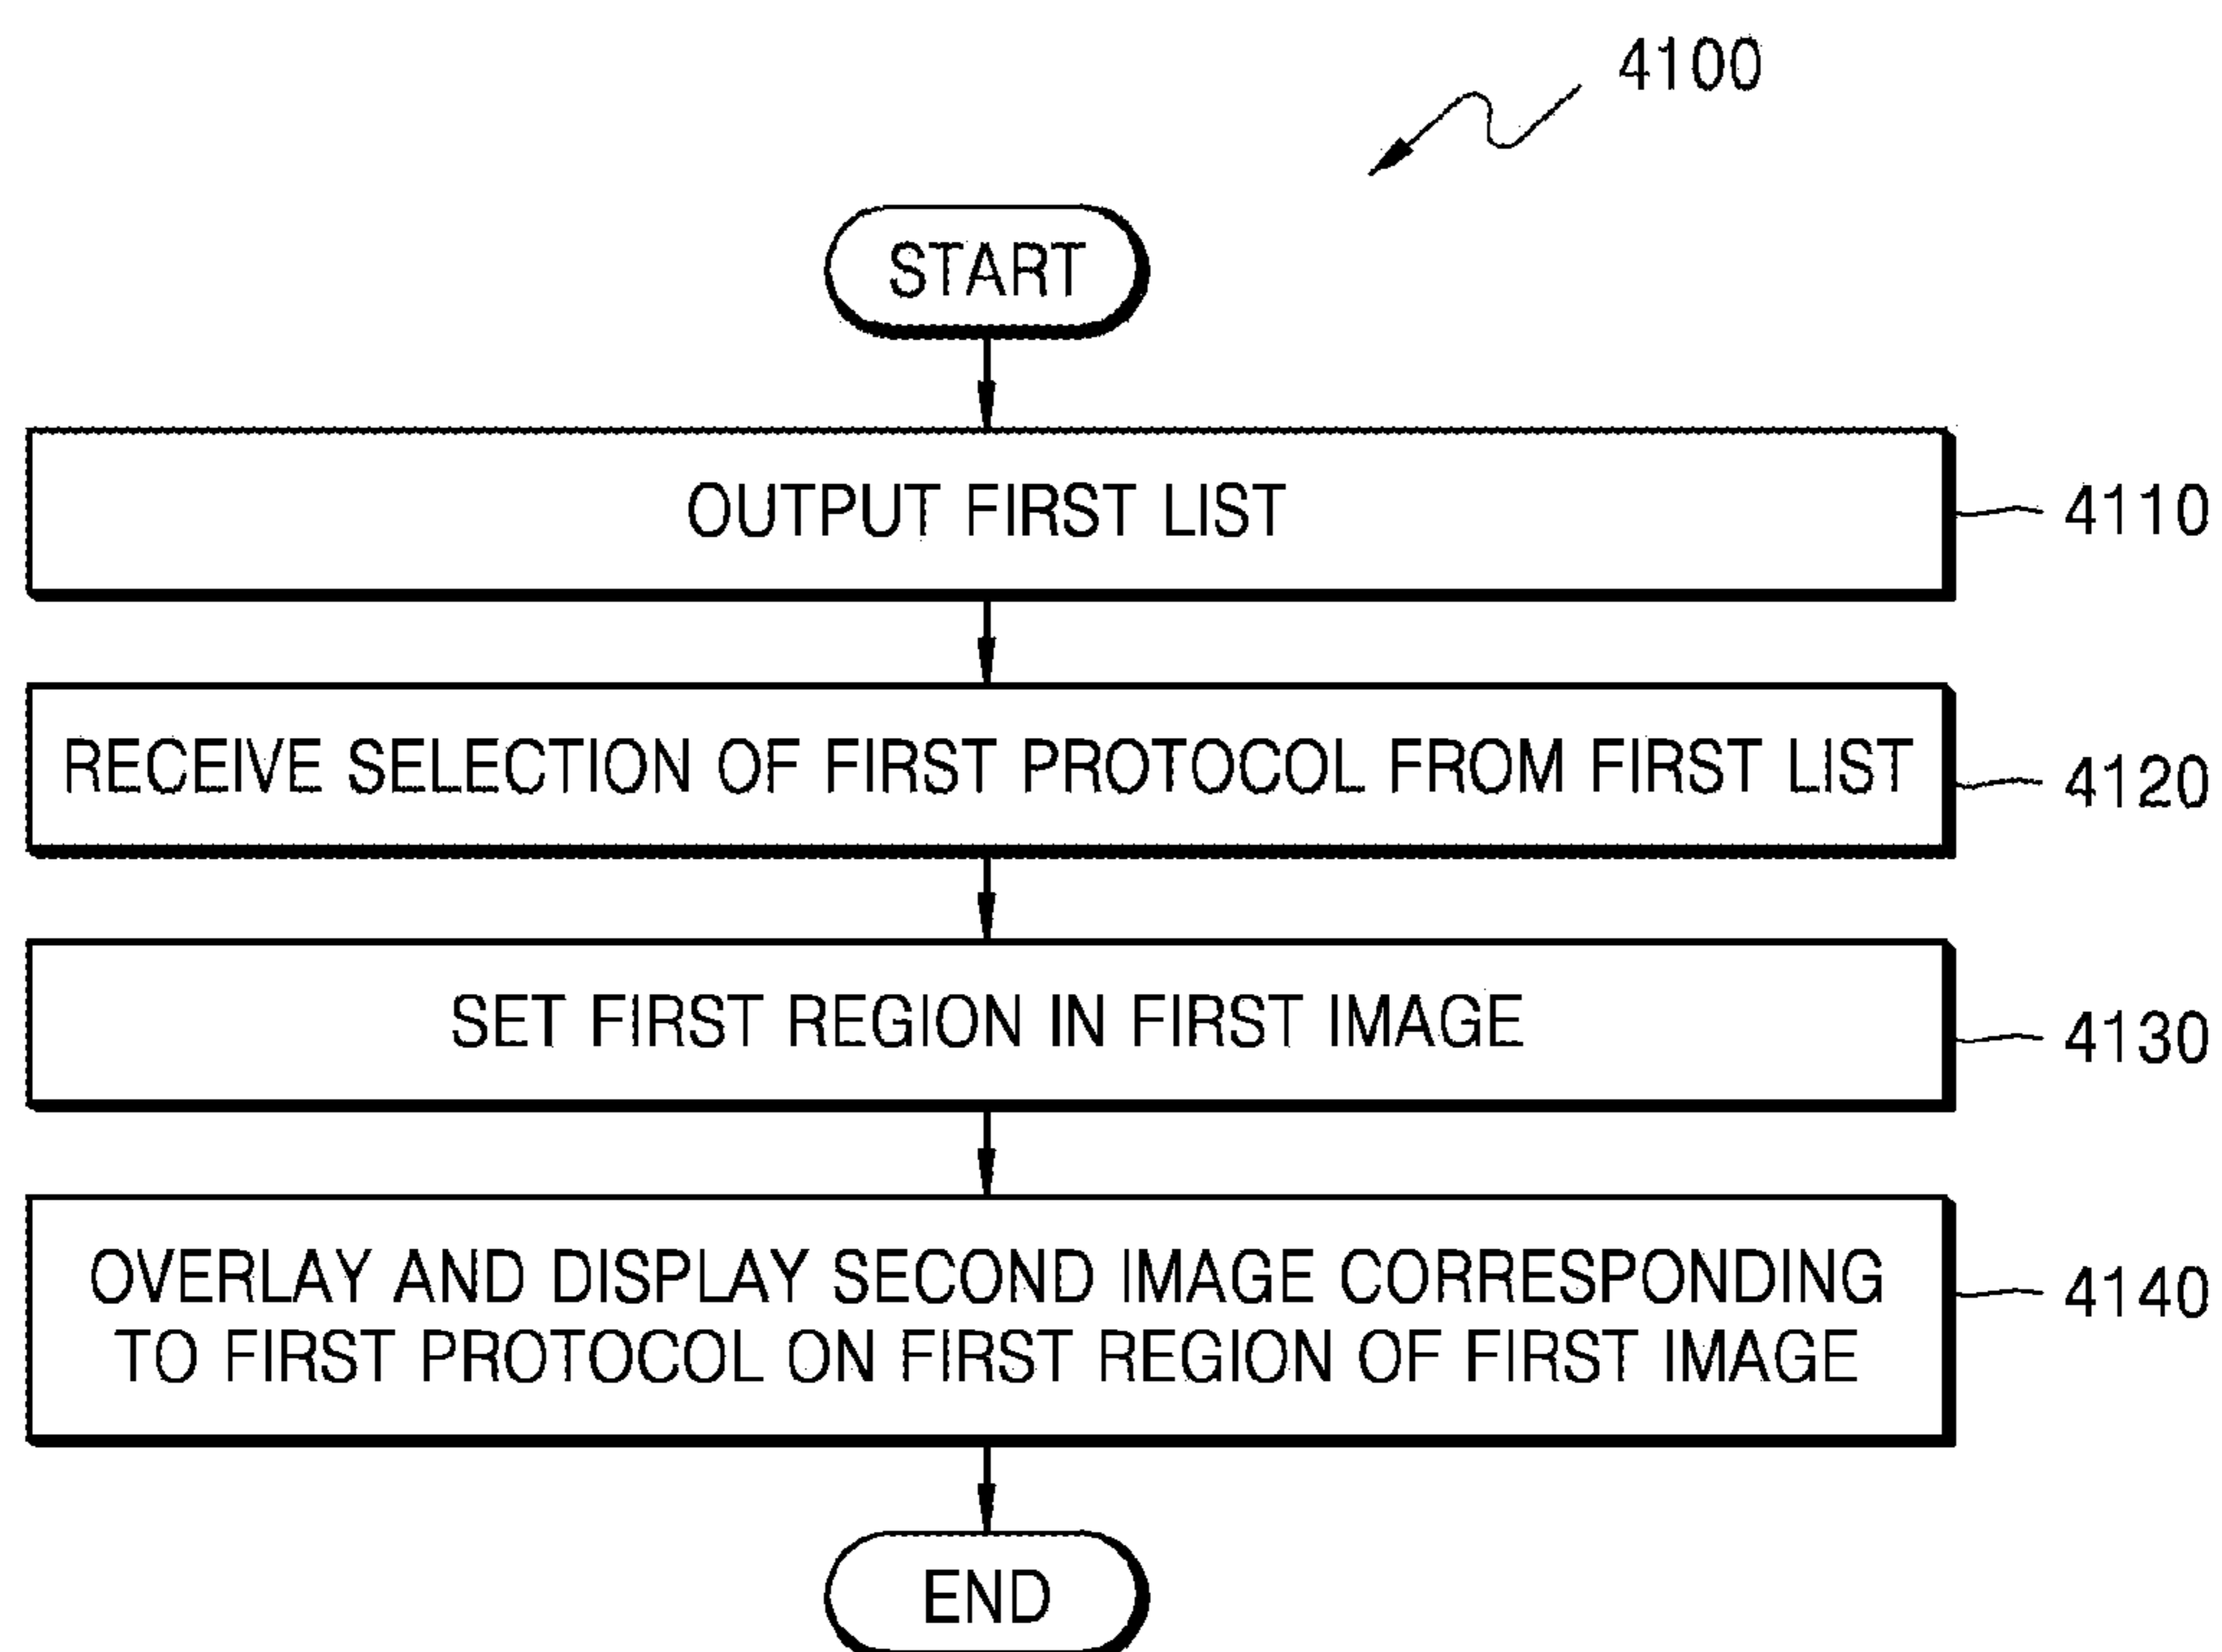 4100
START
OUTPUT FIRST LIST
4110
RECEIVE SELECTION OF FIRST PROTOCOL FROM FIRST LIST
4120
SET FIRST REGION IN FIRST IMAGE
4130
OVERLAY AND DISPLAY SECOND IMAGE CORRESPONDING
TO FIRST PROTOCOL ON FIRST REGION OF FIRST IMAGE
4140
END